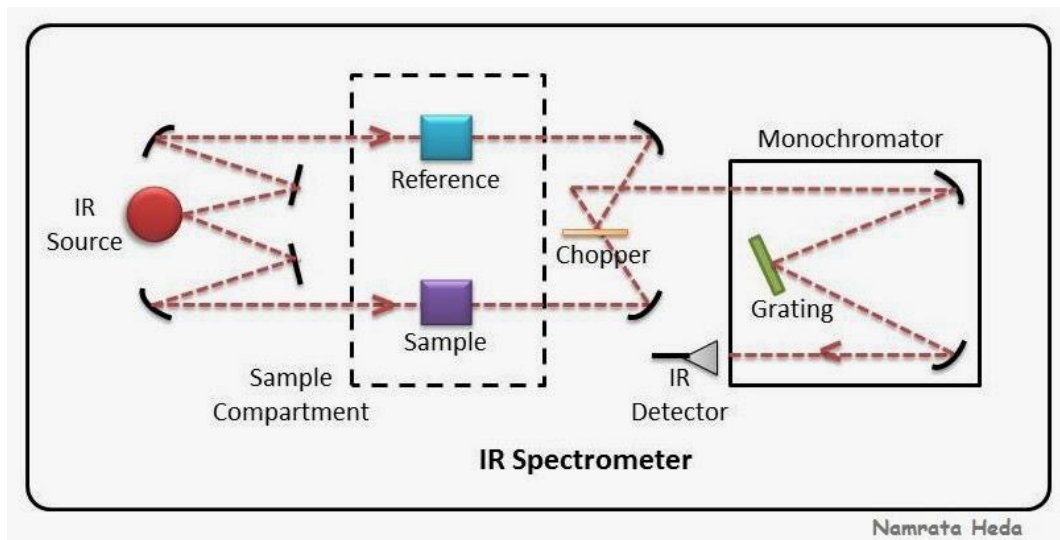 Monochromator
Reference
IR
Source
Chopper
Grating
Sample
Sample
Compartment
IR
Detector
IR Spectrometer
Namrata Heda